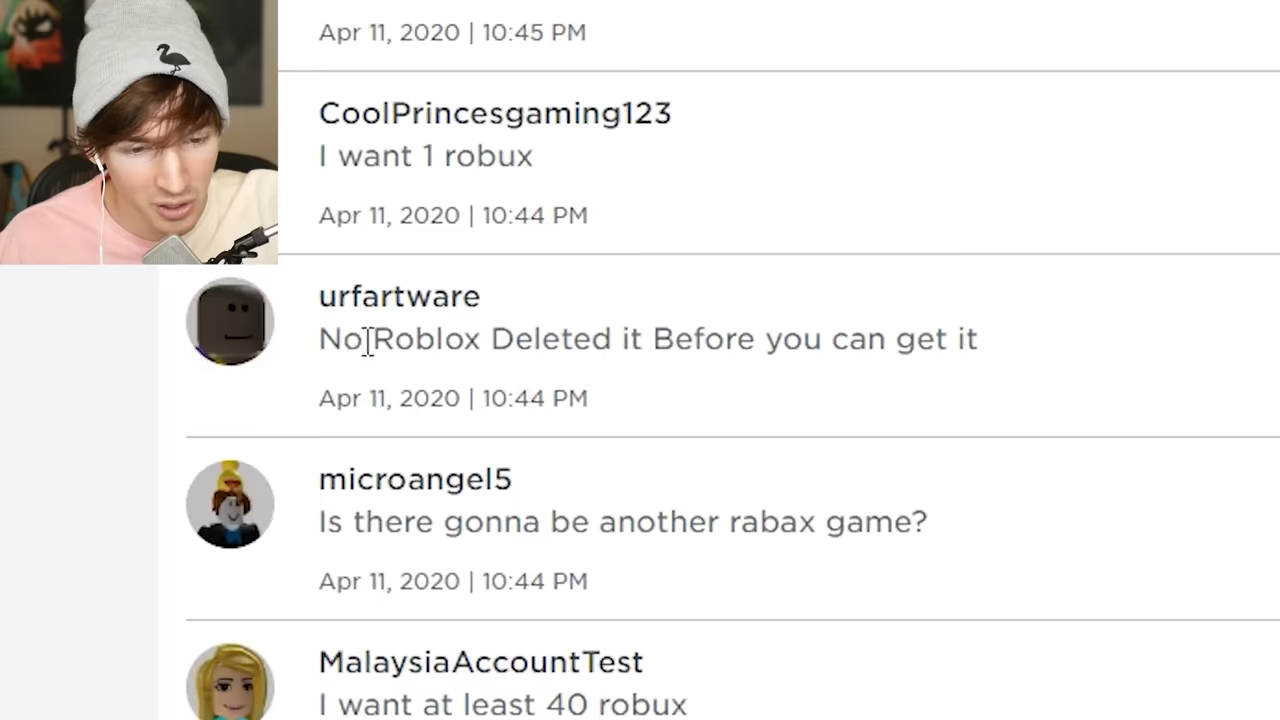 Apr 11, 2020 | 10:45 PM
CoolPrincesgaming123
I want 1 robux
Apr 11, 2020 | 10:44 PM
urfartware
No Roblox Deleted it Before you can get it
Apr 11, 2020 | 10:44 PM
microangel5
Is there gonna be another rabax game?
Apr 11, 2020 | 10:44 PM
MalaysiaAccountTest
I want at least 40 robux